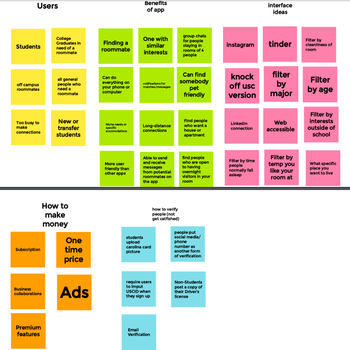 Users
Students
College
Graduates in
need of a
roommate
off campus
roommates
all general
people who
need a
roommate
Too busy to
make
connections
New or
transfer
students
Benefits
of app
Finding a
roommate
One with
similar
interests
group chats
for people
staying in
rooms of 4
people
Can do
everything on
your phone or
computer
notifications for
matches/messages
Can find
somebody
pet
friendly
Long-distance
connections
Find people
who want a
house or
apartment
More user
friendly than
other apps
Able to send
and receive
messages
from potential
roommates on
the app
find people who
are open to
having overnight
visitors in your
room
interface
ideas
instagram
tinder
Filter by
cleanliness of
room
knock
off usc
version
filter
by
major
Filter
by age
Linkedin
connection
Web
accessible
Filter by
interests
outside of
school
Filter by time
people
normally fall
asleep
Filter by
temp you
like your
room at
What specific
place you
want to live
How to
make
money
Subscription
One
time
price
Business
collaborations
Ads
Premium
features
how to verify
people (not
get catfished)
students
upload
carolina card
picture
people put
social media/
phone
number as
another form of
verification
require users
to imput
USCID when
they sign up
Non-Students
post a copy of
their Driver's
license
Email
Verification